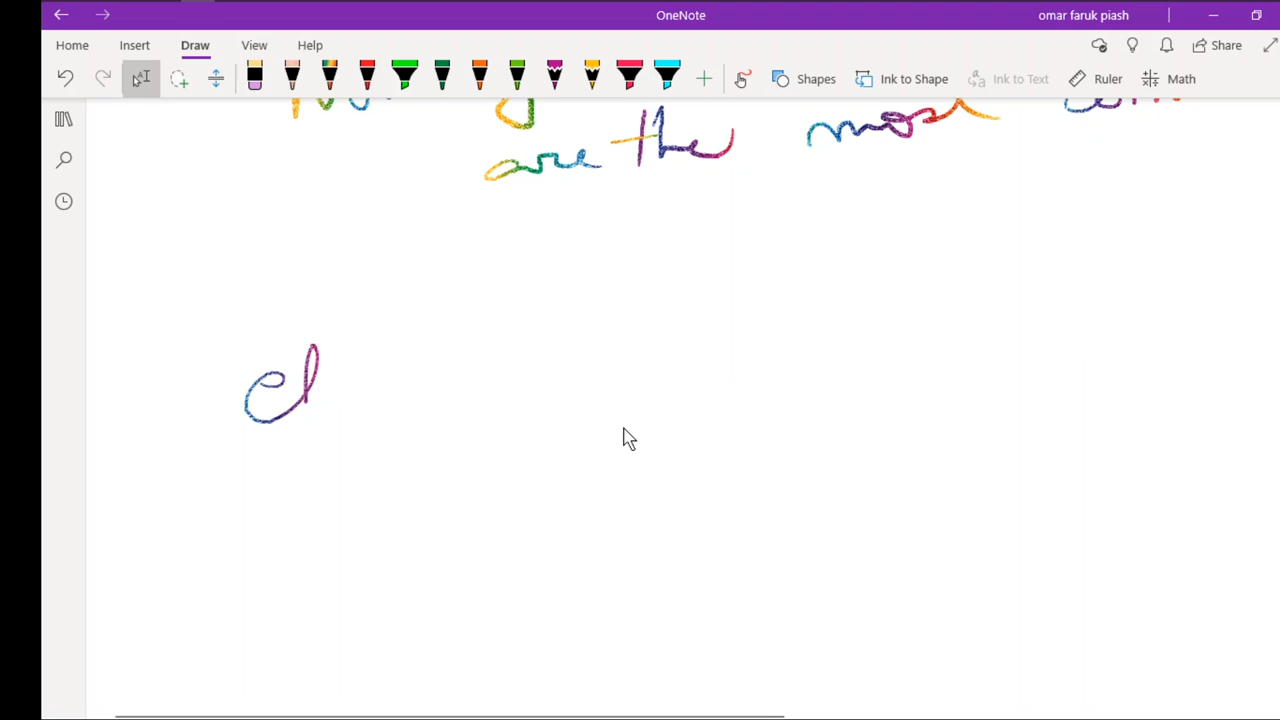 OneNote
omar faruk piash
Home Insert Draw View Help
Share
Shapes
Ink to Shape
Ink to Text
Ruler
Math
the most
are
el